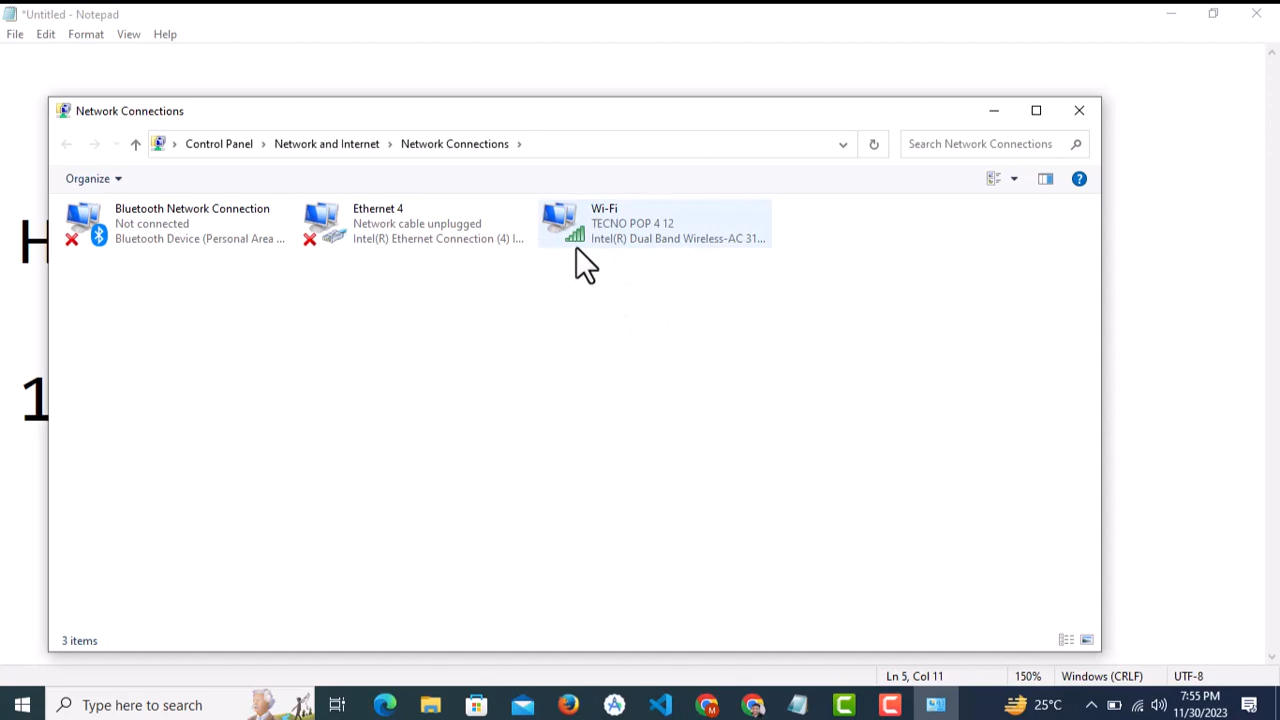 *Untitled - Notepad
File Edit Format View Help
Network Connections
Control Panel > Network and Internet > Network Connections >
Search Network Connections
Organize
Bluetooth Network Connection
Not connected
Bluetooth Device (Personal Area ...
Ethernet 4
Network cable unplugged
Intel(R) Ethernet Connection (4) I...
Wi-Fi
TECNO POP 4 12
Intel(R) Dual Band Wireless-AC 31...
H
1
3 items
Ln 5, Col 11 150% Windows (CRLF) UTF-8
Type here to search
25°C
7:55 PM
11/30/2023